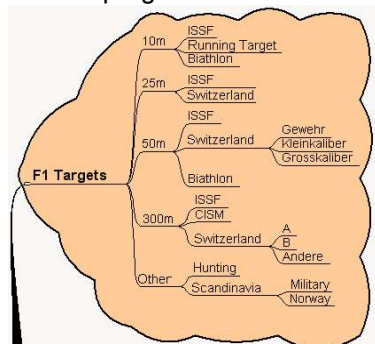 10m
ISSF
Running Target
Biathlon
25m
ISSF
Switzerland
50m
ISSF
Switzerland
Gewehr
Kleinkaliber
Grosskaliber
Biathlon
F1 Targets
300m
ISSF
CISM
Switzerland
A
B
Andere
Other
Hunting
Scandinavia
Military
Norway